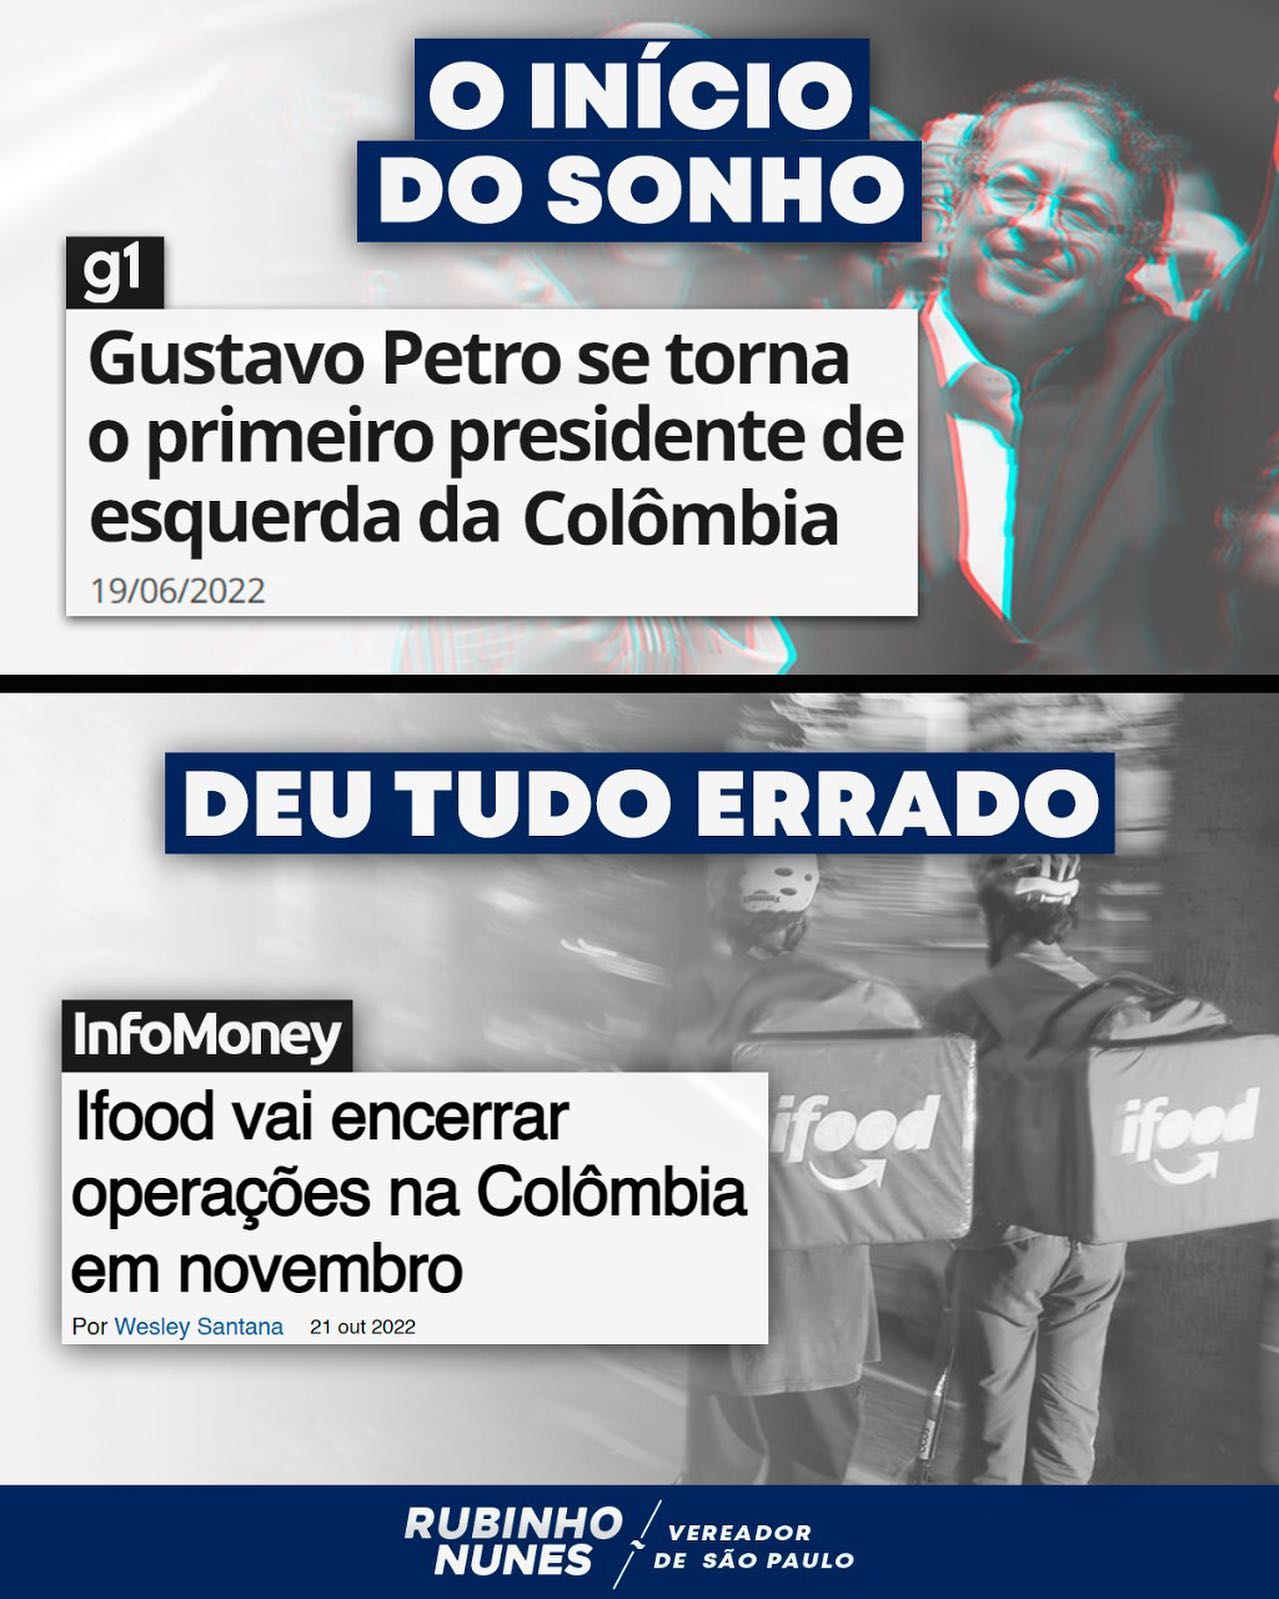 O INÍCIO
DO SONHO
g1
Gustavo Petro se torna
o primeiro presidente de
esquerda da Colômbia
19/06/2022
DEU TUDO ERRADO
InfoMoney
Ifood vai encerrar
operações na Colômbia
em novembro
Por Wesley Santana 21 out 2022
ifood
ifood
RUBINHO
NUNES
VEREADOR
DE SÃO PAULO